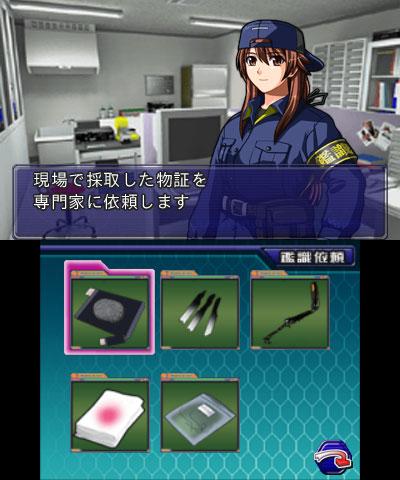 現場で採取した物証を
専門家に依頼します
鑑識依頼